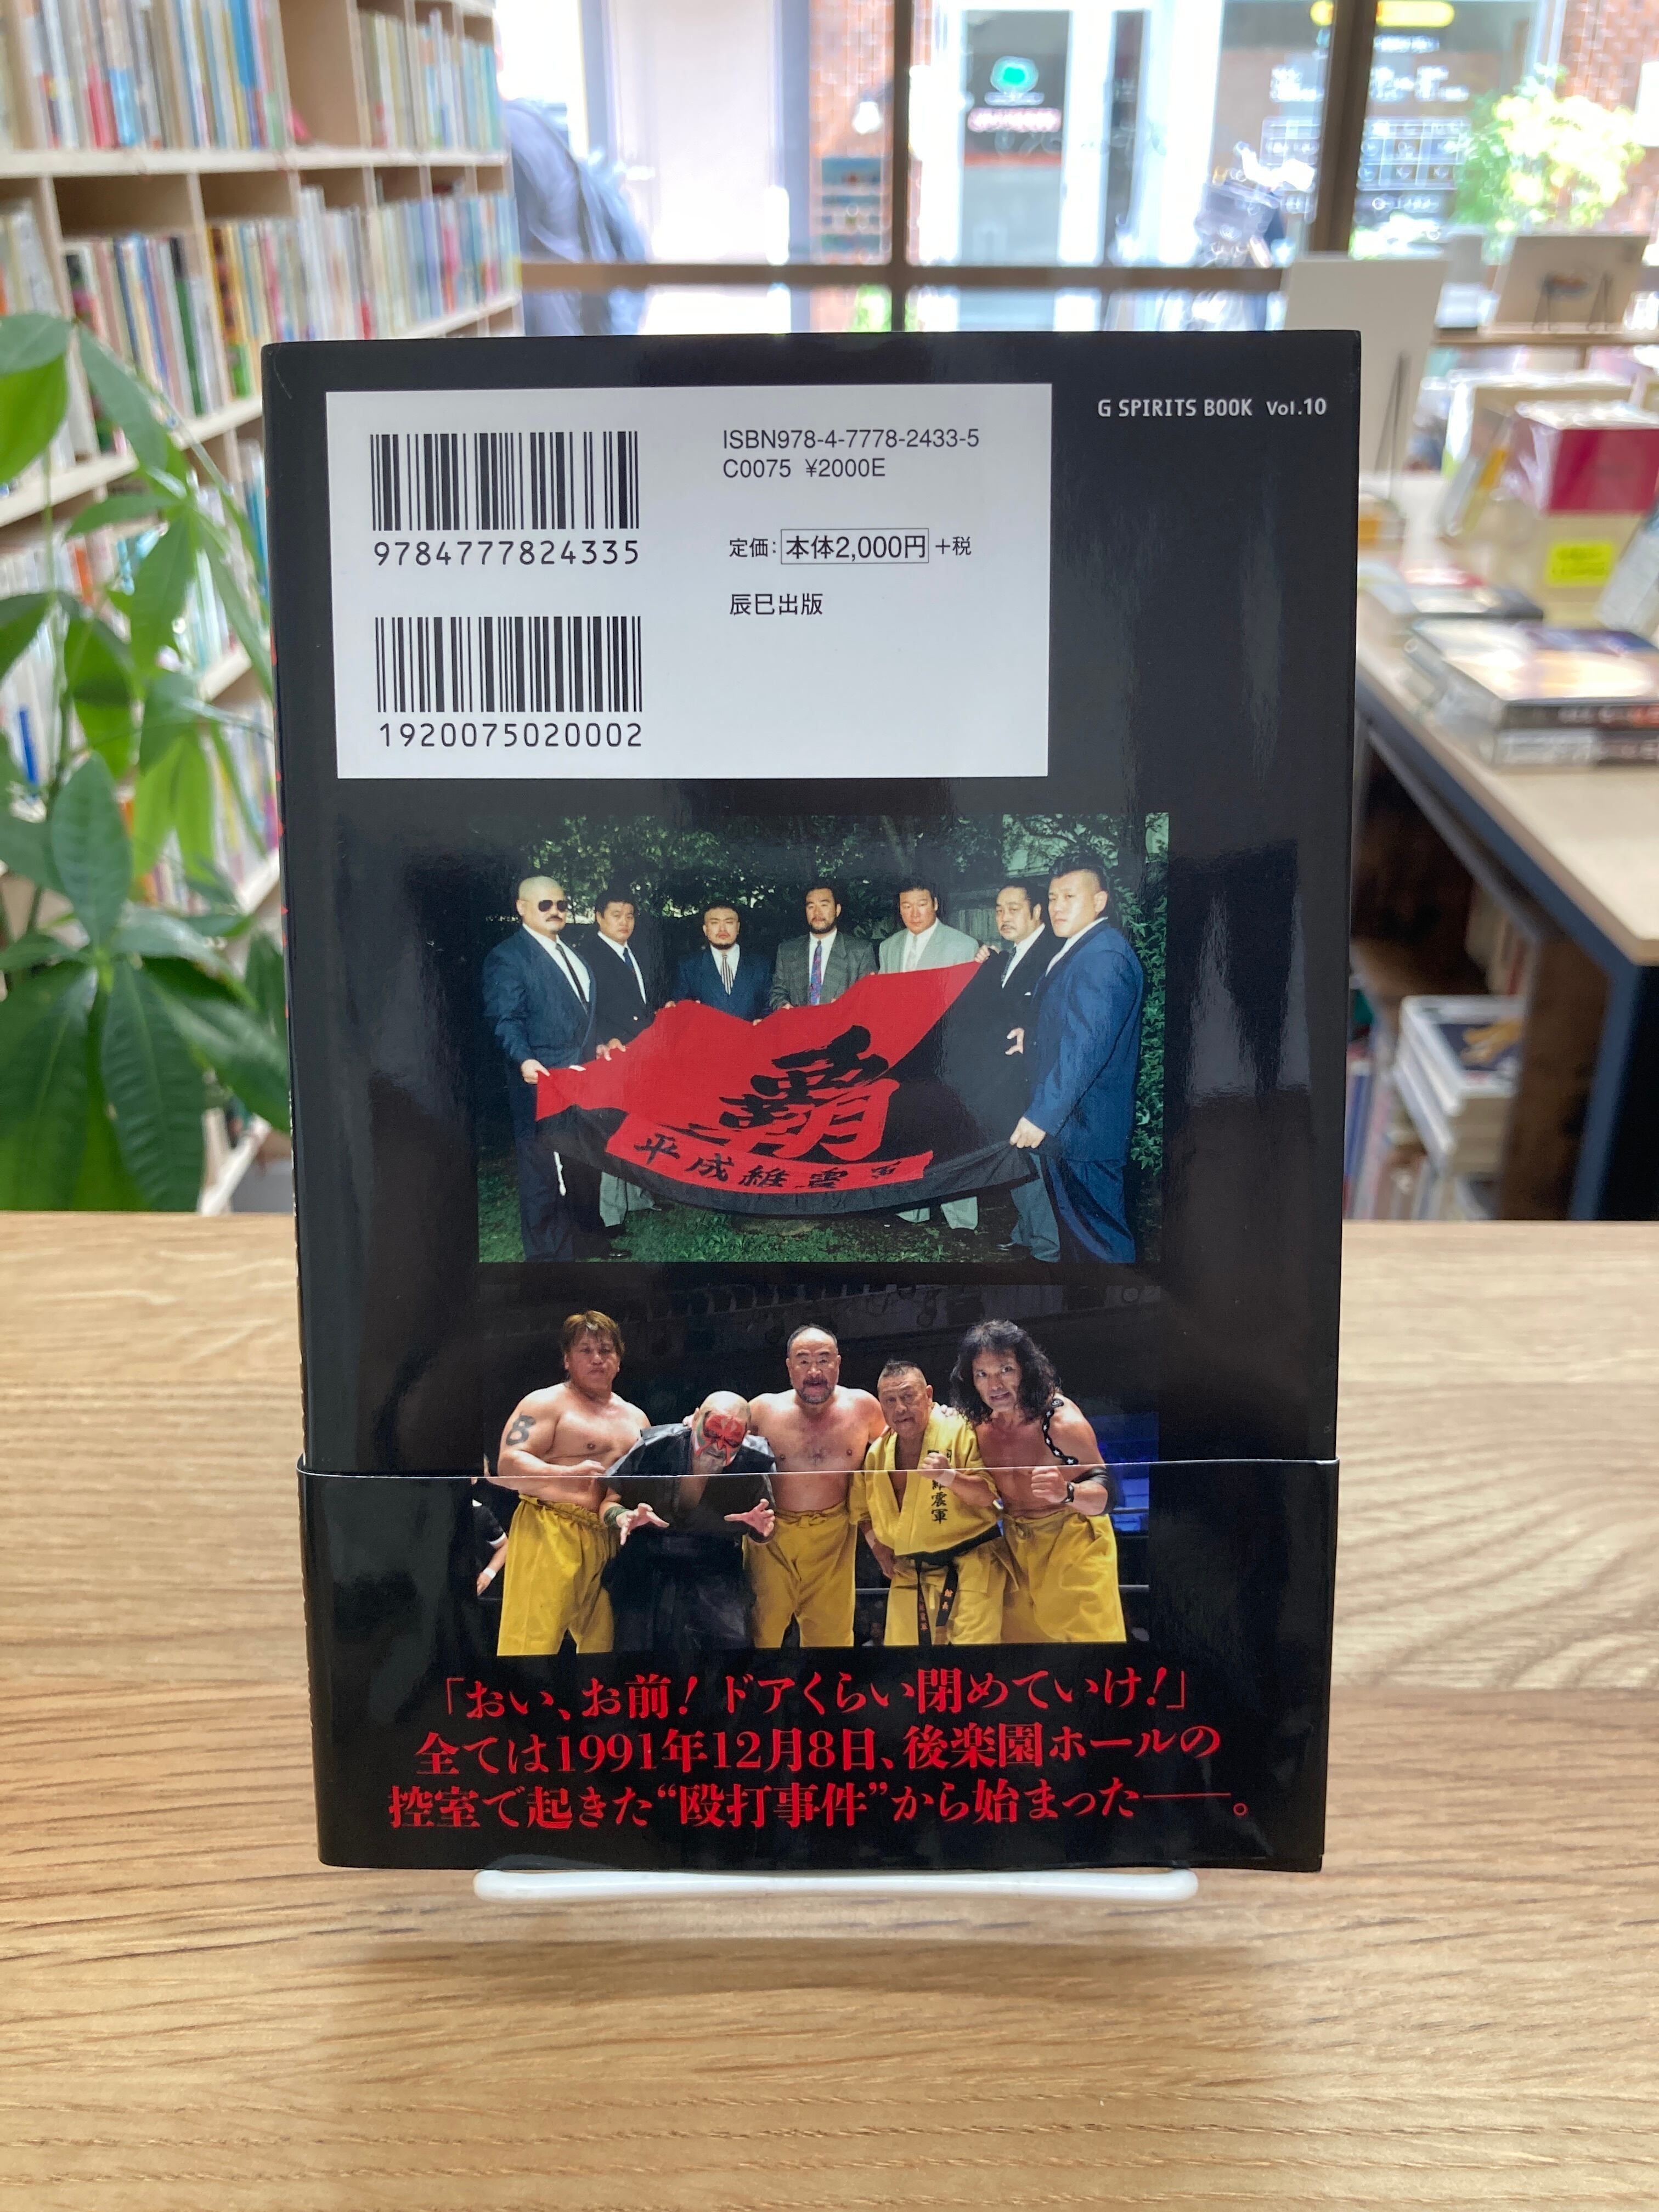 G SPIRITS BOOK Vol.10
ISBN978-4-7778-2433-5
C0075 ¥2000E
9784777824335
定価：本体2,000円+税
辰巳出版
1920075020002
覇
平成維震軍
震軍
「おい、お前！ドアくらい閉めていけ！」
全ては1991年12月8日、後楽園ホールの
控室で起きた“殴打事件”から始まった――。